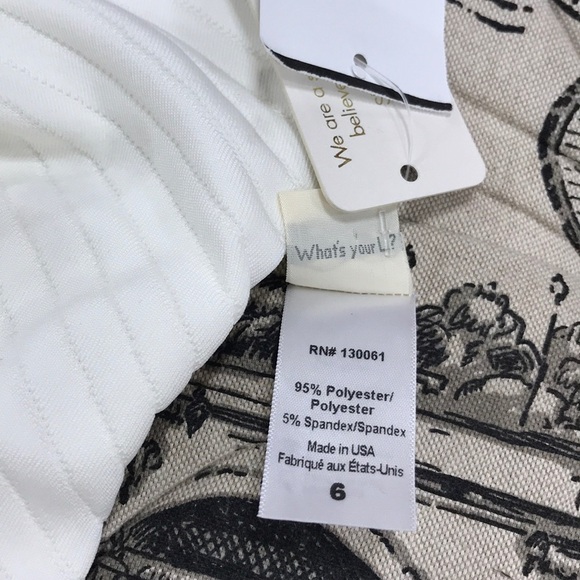 We are a
believe
What's your L?
RN# 130061
95% Polyester/
Polyester
5% Spandex/Spandex
Made in USA
Fabriqué aux États-Unis
6